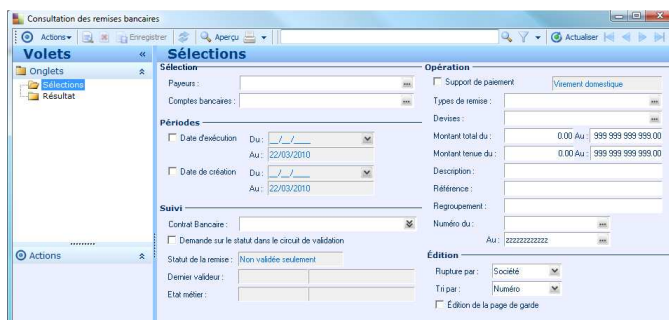 Consultation des remises bancaires
Actions Enregistrer Aperçu Actualiser
Volets «
Onglets
Sélections
Résultat
Actions
Sélections
Sélection
Payeurs :
Comptes bancaires :
Périodes
Date d'exécution Du : __/__/____
Au : 22/03/2010
Date de création Du : __/__/____
Au : 22/03/2010
Suivi
Contrat Bancaire :
Demande sur le statut dans le circuit de validation
Statut de la remise : Non validée seulement
Dernier valideur :
Etat métier :
Opération
Support de paiement Virement domestique
Types de remise :
Devises :
Montant total du : 0.00 Au : 999 999 999 999.00
Montant tenue du : 0.00 Au : 999 999 999 999.00
Description :
Référence :
Regroupement :
Numéro du :
Au : zzzzzzzzzzzz
Édition
Rupture par : Société
Tri par : Numéro
Édition de la page de garde